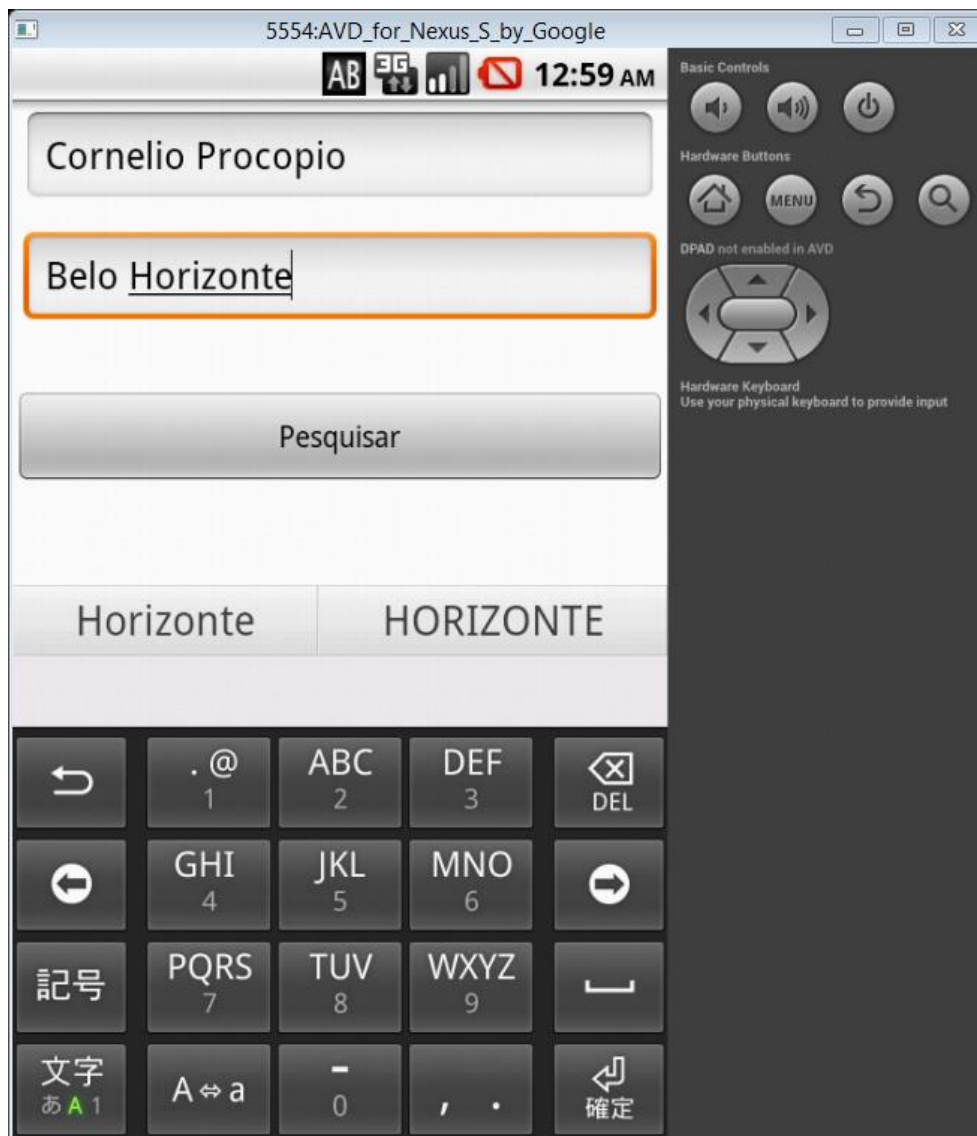 5554:AVD_for_Nexus_S_by_Google
AB 3G 12:59 AM
Cornelio Procopio
Belo Horizonte
Pesquisar
Horizonte HORIZONTE
. @ ABC DEF
1 2 3 DEL
GHI JKL MNO
4 5 6
記号 PQRS TUV WXYZ
7 8 9
文字 A⇔a - , .
あA1 0 確定
Basic Controls
Hardware Buttons
MENU
DPAD not enabled in AVD
Hardware Keyboard
Use your physical keyboard to provide input